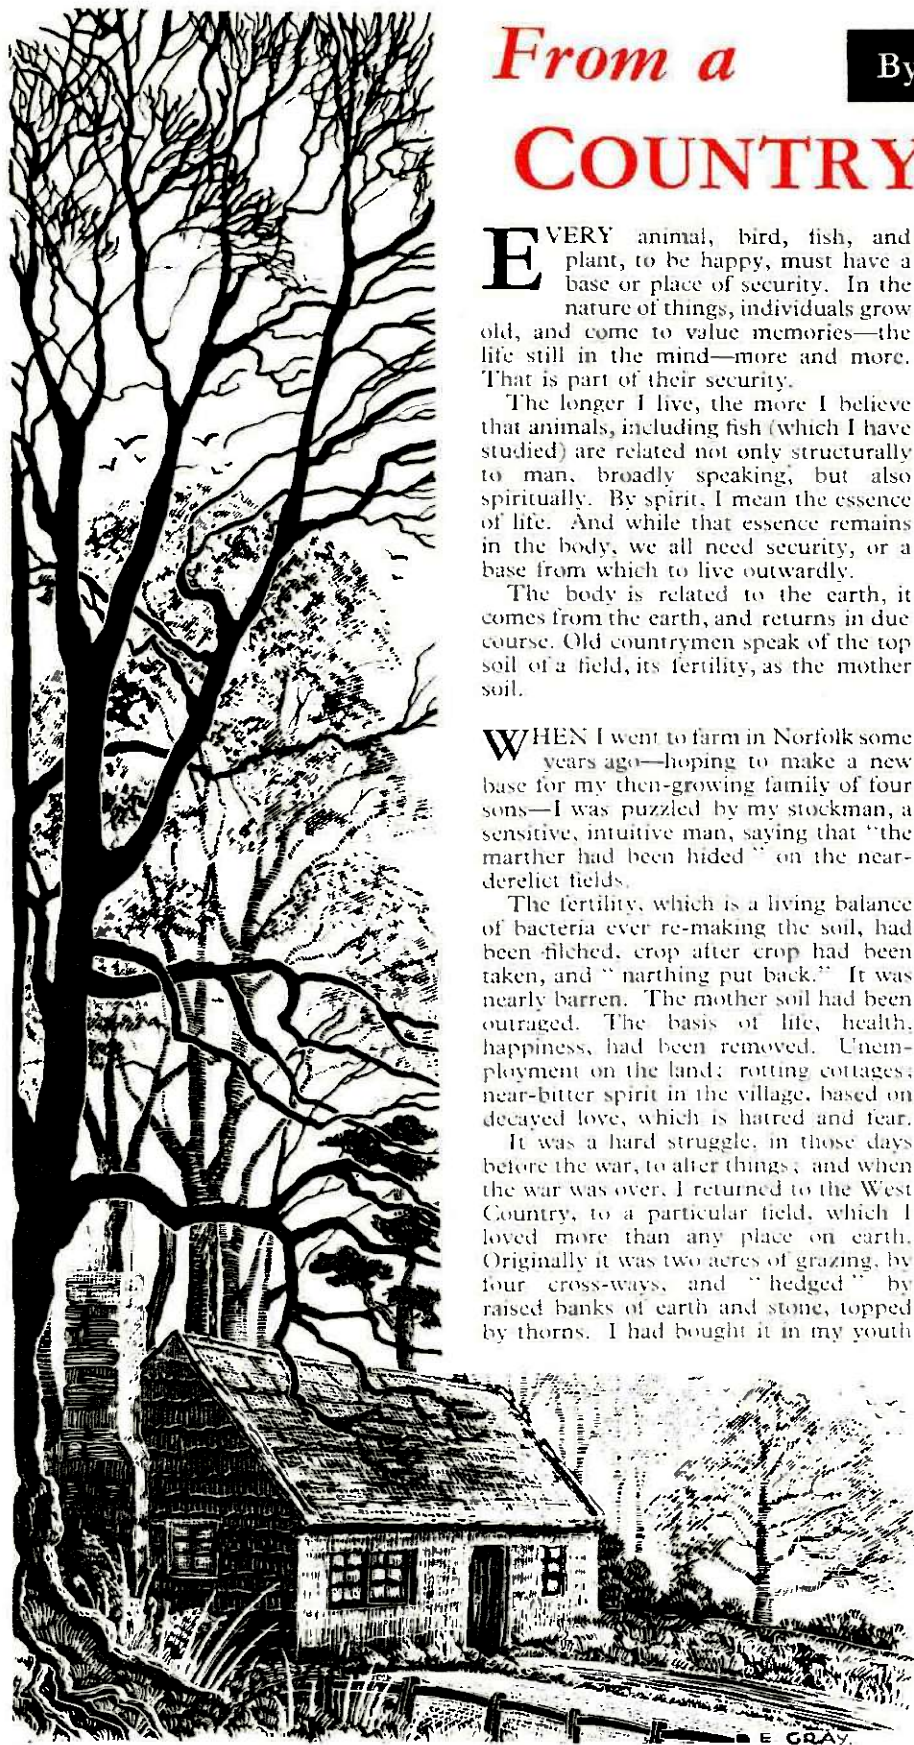 From a
By
COUNTRY
EVERY animal, bird, fish, and
plant, to be happy, must have a
base or place of security. In the
nature of things, individuals grow
old, and come to value memories—the
life still in the mind—more and more.
That is part of their security.
The longer I live, the more I believe
that animals, including fish (which I have
studied) are related not only structurally
to man, broadly speaking, but also
spiritually. By spirit, I mean the essence
of life. And while that essence remains
in the body, we all need security, or a
base from which to live outwardly.
The body is related to the earth, it
comes from the earth, and returns in due
course. Old countrymen speak of the top
soil of a field, its fertility, as the mother
soil.
WHEN I went to farm in Norfolk some
years ago—hoping to make a new
base for my then-growing family of four
sons—I was puzzled by my stockman, a
sensitive, intuitive man, saying that "the
marther had been hided" on the near-
derelict fields.
The fertility, which is a living balance
of bacteria ever re-making the soil, had
been filched, crop after crop had been
taken, and "narthing put back." It was
nearly barren. The mother soil had been
outraged. The basis of life, health,
happiness, had been removed. Unem-
ployment on the land; rotting cottages;
near-bitter spirit in the village, based on
decayed love, which is hatred and fear.
It was a hard struggle, in those days
before the war, to alter things; and when
the war was over, I returned to the West
Country, to a particular field, which I
loved more than any place on earth.
Originally it was two acres of grazing, by
four cross-ways, and "hedged" by
raised banks of earth and stone, topped
by thorns. I had bought it in my youth
E GRAY.